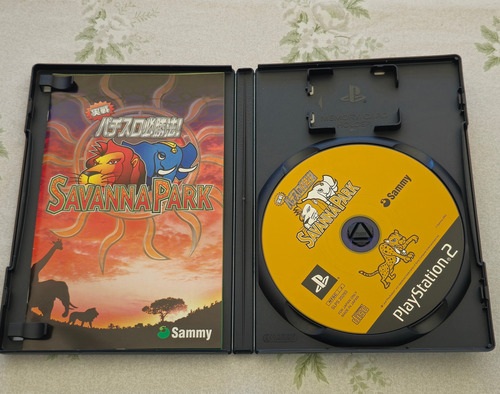 実戦
パチスロ必勝法!
SAVANNA PARK
Sammy
SAVANNA PARK
Sammy
PlayStation 2